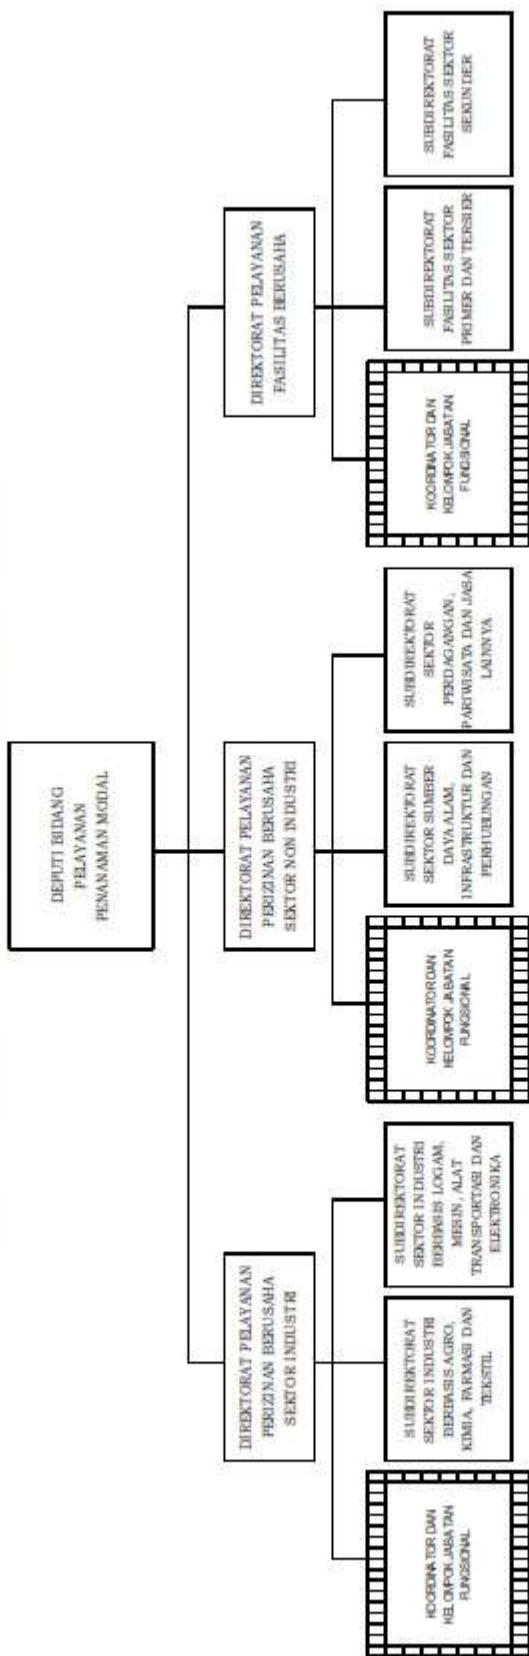 DEPUTI BIDANG
PELAYANAN
PENANAMAN MODAL
DIREKTORAT PELAYANAN
PERIZINAN BERUSAHA
SEKTOR INDUSTRI
DIREKTORAT PELAYANAN
PERIZINAN BERUSAHA
SEKTOR NON INDUSTRI
DIREKTORAT PELAYANAN
FASILITAS BERUSAHA
KOORDINATOR DAN
KELOMPOK JABATAN
FUNGSIONAL
SUBDIREKTORAT
SEKTOR INDUSTRI
BERBASIS AGRO,
KIMIA, FARMASI DAN
TEKSTIL
SUBDIREKTORAT
SEKTOR INDUSTRI
BERBASIS LOGAM,
MESIN, ALAT
TRANSPORTASI DAN
ELEKTRONIKA
KOORDINATOR DAN
KELOMPOK JABATAN
FUNGSIONAL
SUBDIREKTORAT
SEKTOR SUMBER
DAYA ALAM,
INFRASTRUKTUR DAN
PERHUBUNGAN
SUBDIREKTORAT
SEKTOR
PERDAGANGAN,
PARIWISATA DAN JASA
LAINNYA
KOORDINATOR DAN
KELOMPOK JABATAN
FUNGSIONAL
SUBDIREKTORAT
FASILITAS SEKTOR
PRIMER DAN TERSIER
SUBDIREKTORAT
FASILITAS SEKTOR
SEKUNDER